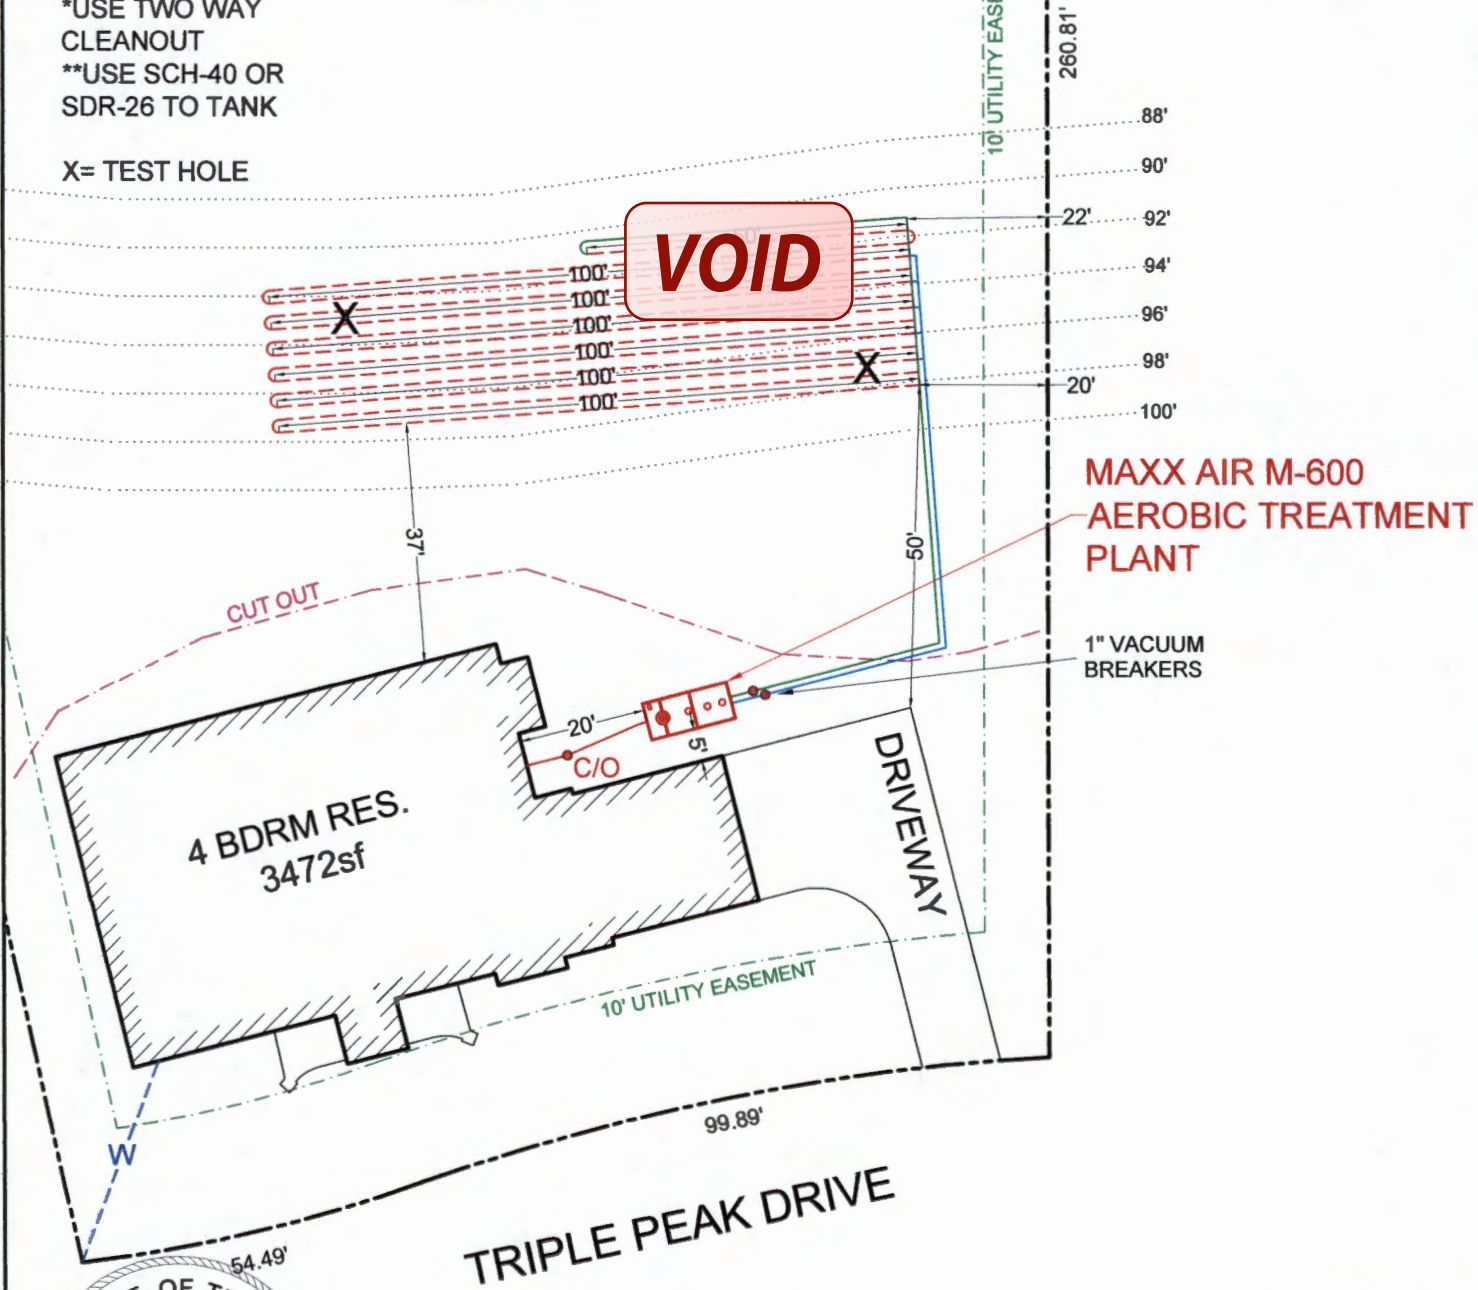 *USE TWO WAY
CLEANOUT
**USE SCH-40 OR
SDR-26 TO TANK
X= TEST HOLE
10' UTILITY
260.81'
88'
90'
92'
94'
96'
98'
100'
22'
20'
VOID
100'
100'
100'
100'
100'
100'
X
X
37'
50'
CUT OUT
MAXX AIR M-600
AEROBIC TREATMENT
PLANT
1" VACUUM
BREAKERS
20'
C/O
5'
DRIVEWAY
4 BDRM RES.
3472sf
10' UTILITY EASEMENT
W
99.89'
54.49'
TRIPLE PEAK DRIVE
OF